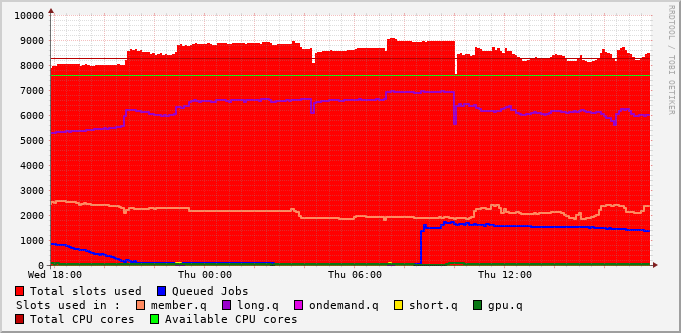 10000
9000
8000
7000
6000
5000
4000
3000
2000
1000
0
Wed 18:00 Thu 00:00 Thu 06:00 Thu 12:00
RRDTOOL / TOBI OETIKER
Total slots used Queued Jobs
Slots used in : member.q long.q ondemand.q short.q gpu.q
Total CPU cores Available CPU cores